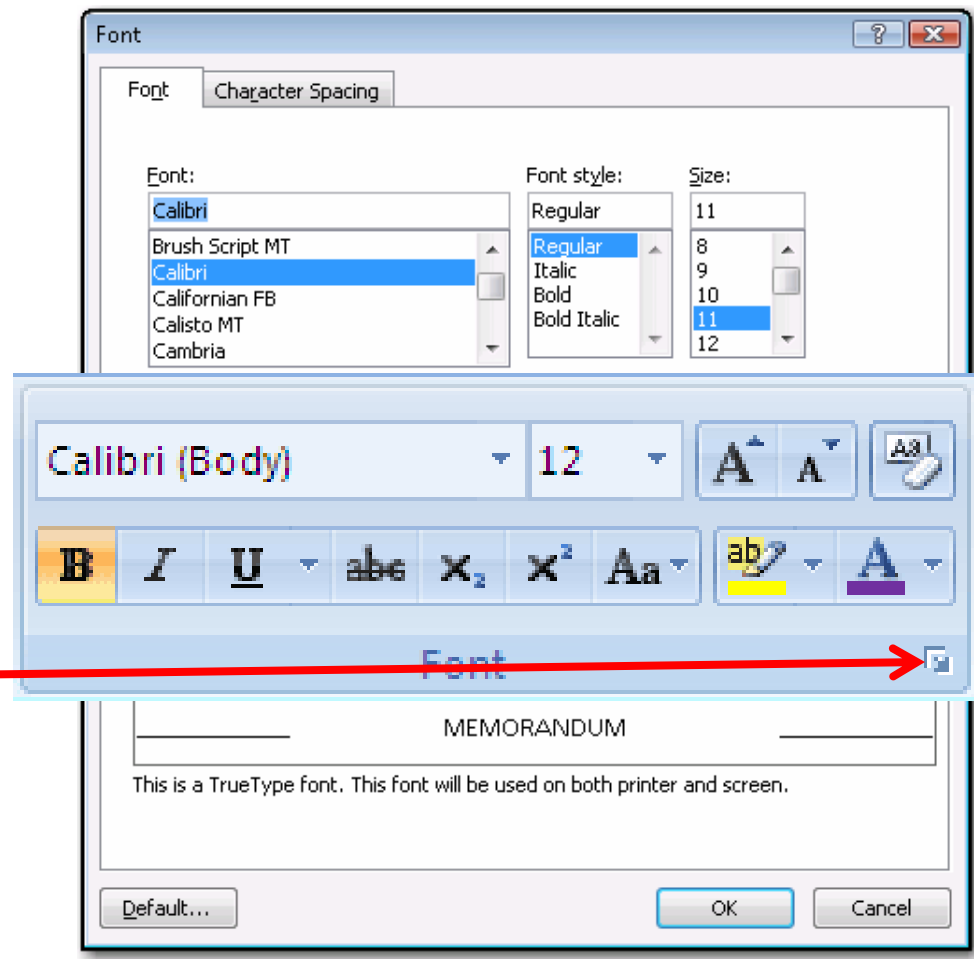 Font
Font Character Spacing
Font: Font style: Size:
Calibri Regular 11
Brush Script MT Regular 8
Calibri Italic 9
Californian FB Bold 10
Calisto MT Bold Italic 11
Cambria 12
Calibri (Body) 12 A A Aa
B I U abc x₂ x² Aa ab A
Font
MEMORANDUM
This is a TrueType font. This font will be used on both printer and screen.
Default... OK Cancel